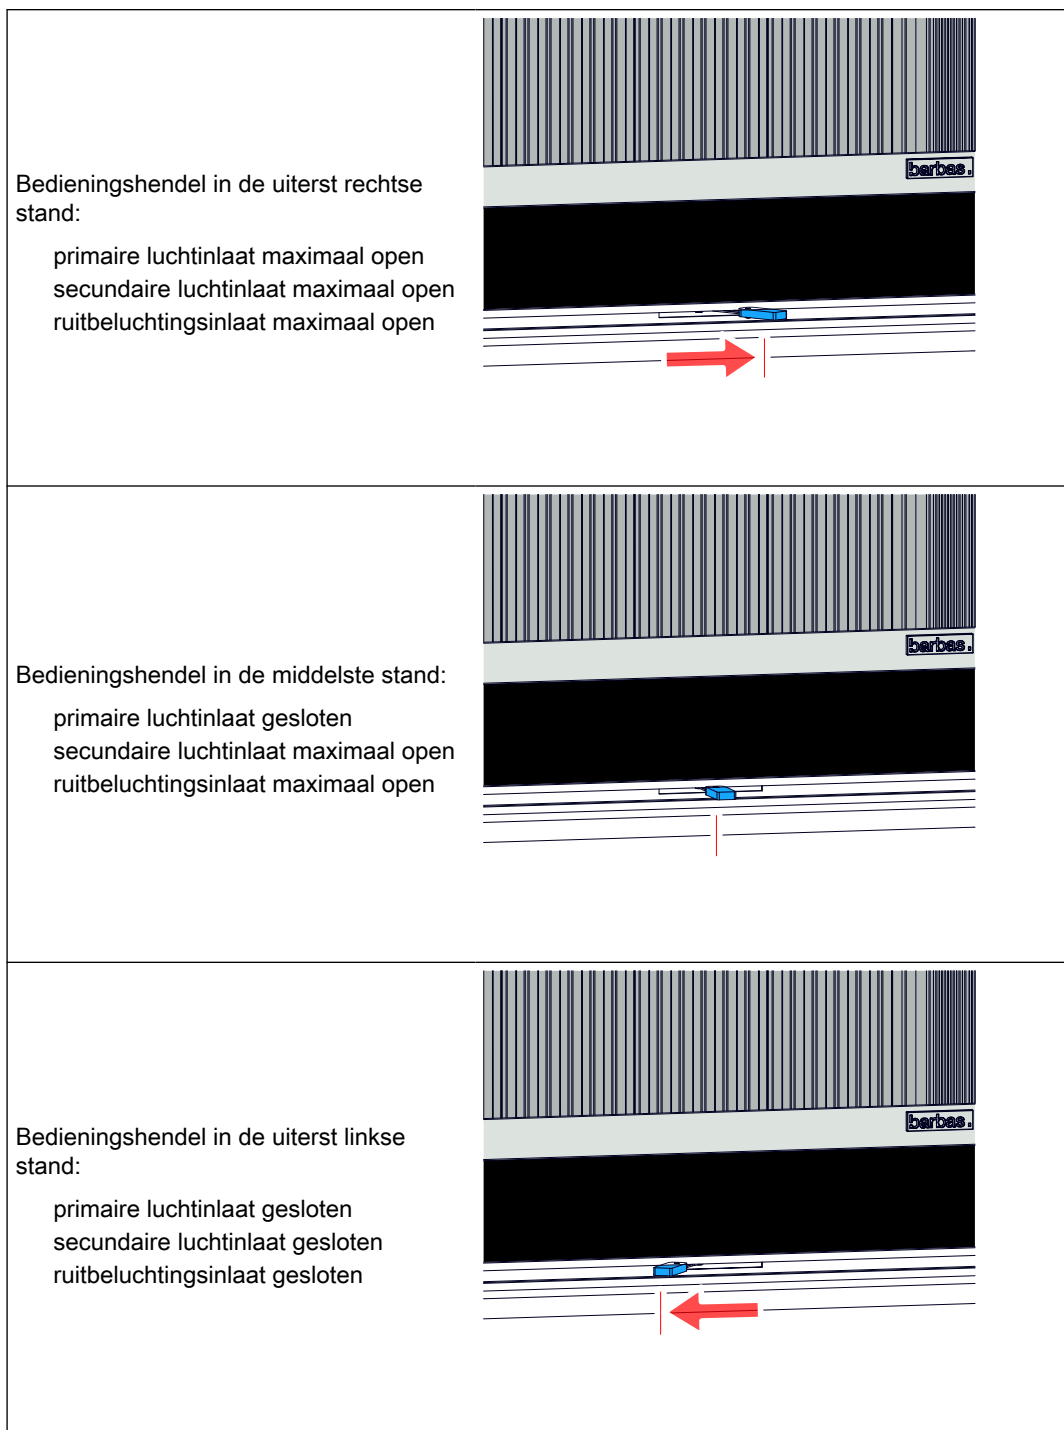 Bedieningshendel in de uiterst rechtse
stand:
primaire luchtinlaat maximaal open
secundaire luchtinlaat maximaal open
ruitbeluchtingsinlaat maximaal open
barbas.
Bedieningshendel in de middelste stand:
primaire luchtinlaat gesloten
secundaire luchtinlaat maximaal open
ruitbeluchtingsinlaat maximaal open
barbas.
Bedieningshendel in de uiterst linkse
stand:
primaire luchtinlaat gesloten
secundaire luchtinlaat gesloten
ruitbeluchtingsinlaat gesloten
barbas.